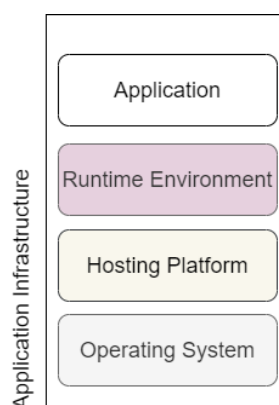 Application
Runtime Environment
Hosting Platform
Operating System
Application Infrastructure